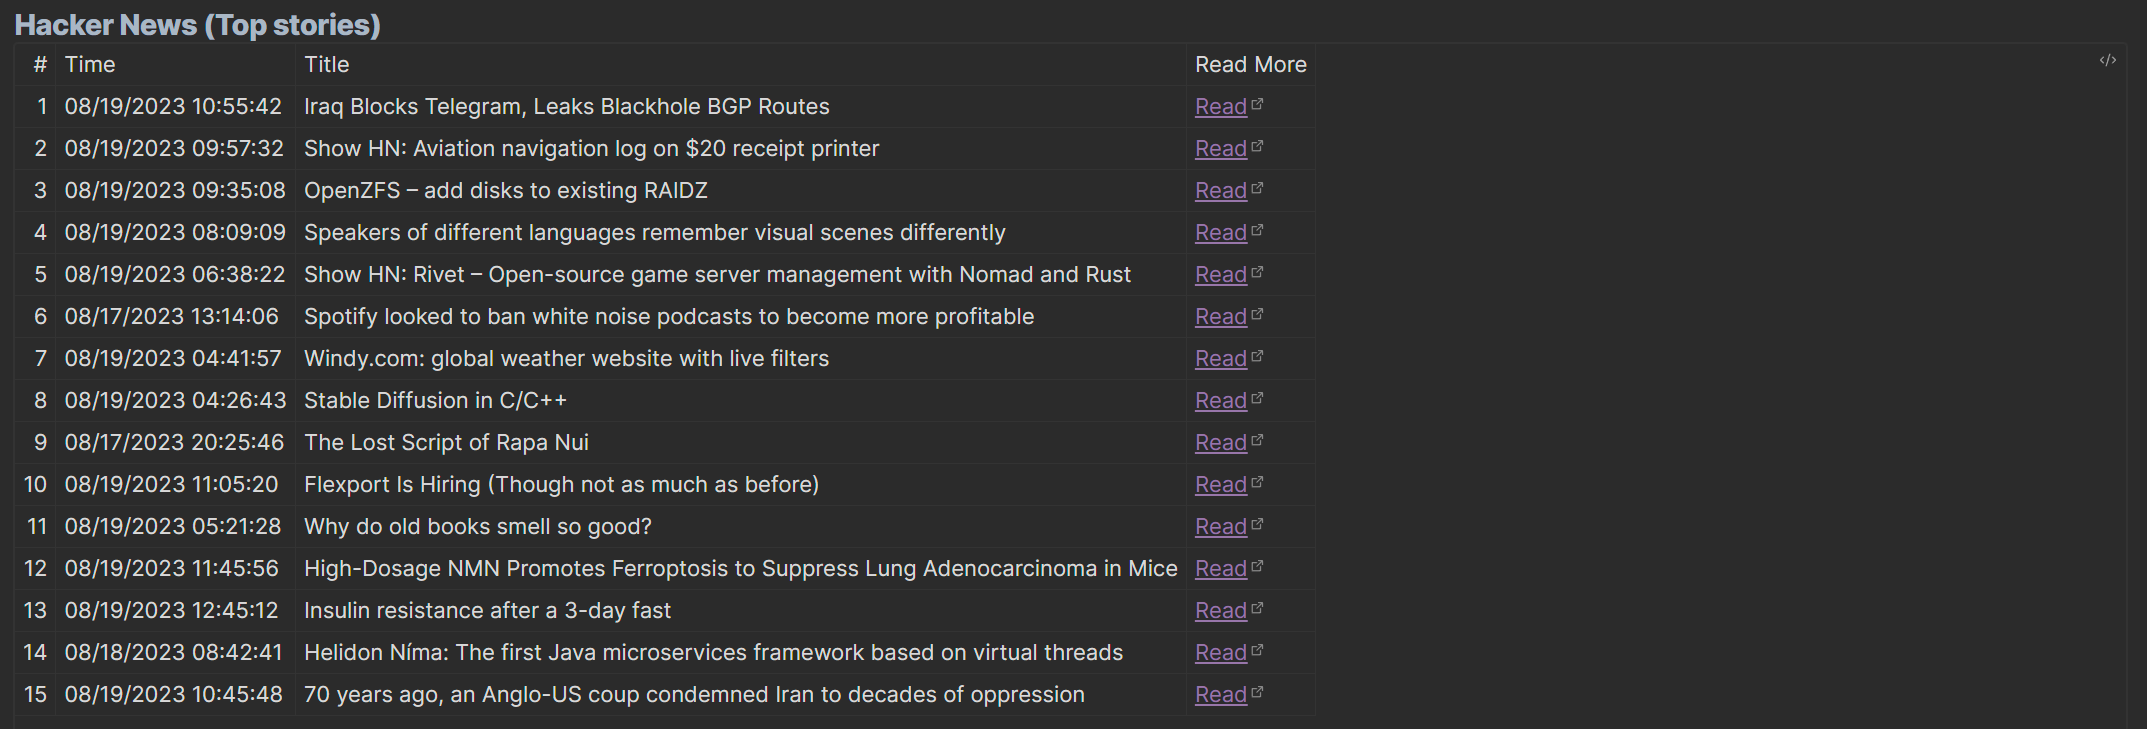 Hacker News (Top stories)
# Time Title Read More
1 08/19/2023 10:55:42 Iraq Blocks Telegram, Leaks Blackhole BGP Routes Read
2 08/19/2023 09:57:32 Show HN: Aviation navigation log on $20 receipt printer Read
3 08/19/2023 09:35:08 OpenZFS – add disks to existing RAIDZ Read
4 08/19/2023 08:09:09 Speakers of different languages remember visual scenes differently Read
5 08/19/2023 06:38:22 Show HN: Rivet – Open-source game server management with Nomad and Rust Read
6 08/17/2023 13:14:06 Spotify looked to ban white noise podcasts to become more profitable Read
7 08/19/2023 04:41:57 Windy.com: global weather website with live filters Read
8 08/19/2023 04:26:43 Stable Diffusion in C/C++ Read
9 08/17/2023 20:25:46 The Lost Script of Rapa Nui Read
10 08/19/2023 11:05:20 Flexport Is Hiring (Though not as much as before) Read
11 08/19/2023 05:21:28 Why do old books smell so good? Read
12 08/19/2023 11:45:56 High-Dosage NMN Promotes Ferroptosis to Suppress Lung Adenocarcinoma in Mice Read
13 08/19/2023 12:45:12 Insulin resistance after a 3-day fast Read
14 08/18/2023 08:42:41 Helidon Níma: The first Java microservices framework based on virtual threads Read
15 08/19/2023 10:45:48 70 years ago, an Anglo-US coup condemned Iran to decades of oppression Read